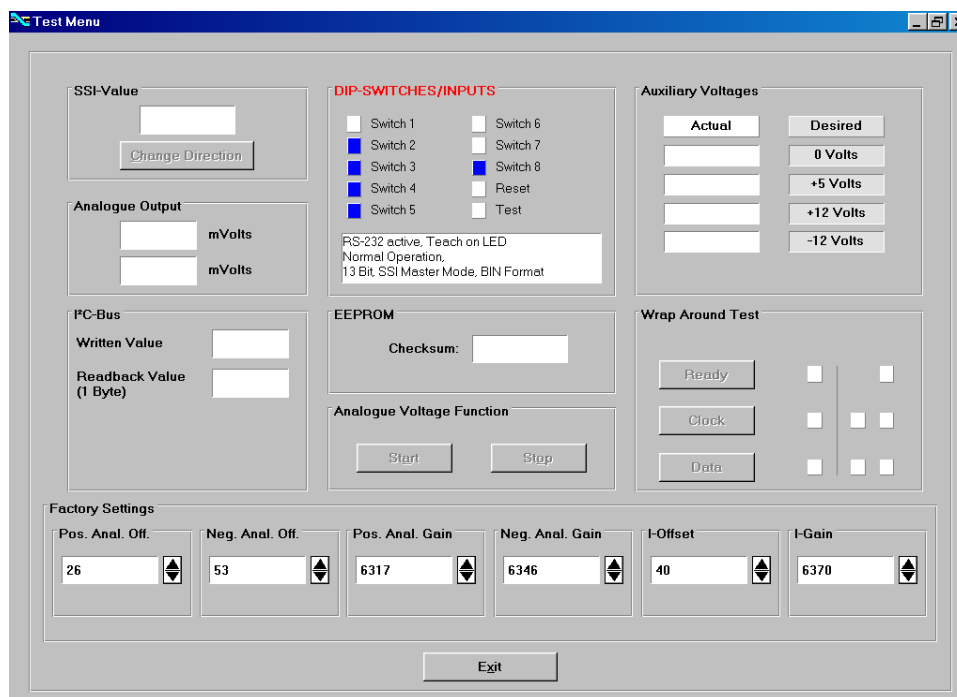 Test Menu
SSI-Value
Change Direction
Analogue Output
mVolts
mVolts
DIP-SWITCHES/INPUTS
Switch 1
Switch 6
Switch 2
Switch 7
Switch 3
Switch 8
Switch 4
Reset
Switch 5
Test
RS-232 active, Teach on LED
Normal Operation,
13 Bit, SSI Master Mode, BIN Format
Auxiliary Voltages
Actual
Desired
0 Volts
+5 Volts
+12 Volts
-12 Volts
I²C-Bus
Written Value
Readback Value
(1 Byte)
EEPROM
Checksum:
Analogue Voltage Function
Start
Stop
Wrap Around Test
Ready
Clock
Data
Factory Settings
Pos. Anal. Off.
Neg. Anal. Off.
Pos. Anal. Gain
Neg. Anal. Gain
I-Offset
I-Gain
26
53
6317
6346
40
6370
Exit